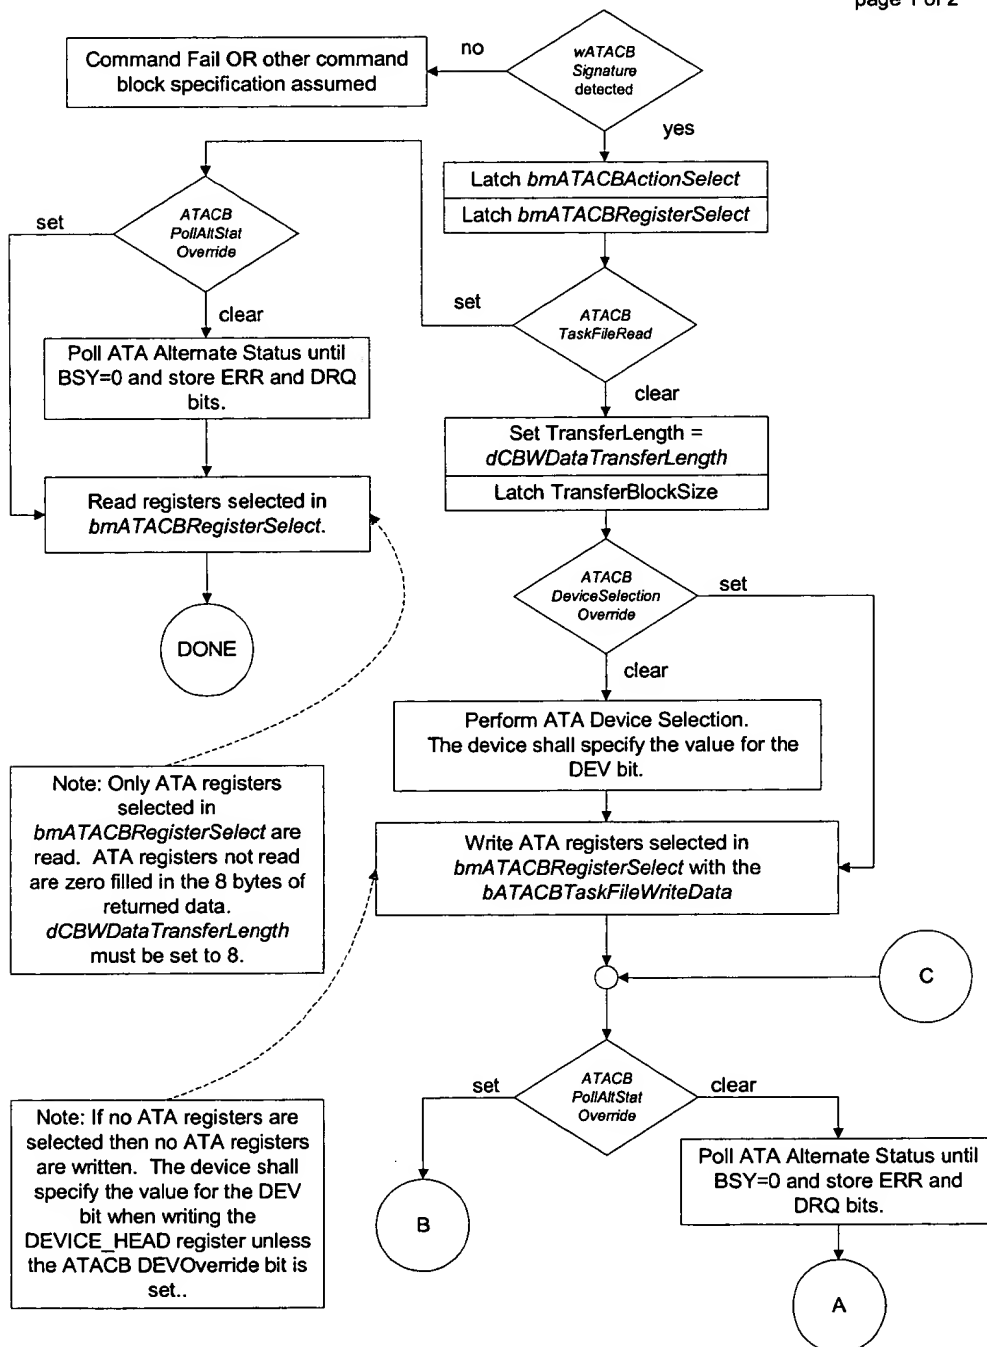 page 1 of 2
Command Fail OR other command
block specification assumed
no
wATACB
Signature
detected
yes
Latch bmATACBActionSelect
Latch bmATACBRegisterSelect
set
ATACB
PollAltStat
Override
clear
set
ATACB
TaskFileRead
clear
Poll ATA Alternate Status until
BSY=0 and store ERR and DRQ
bits.
Set TransferLength =
dCBWDataTransferLength
Latch TransferBlockSize
Read registers selected in
bmATACBRegisterSelect.
DONE
ATACB
DeviceSelection
Override
set
clear
Perform ATA Device Selection.
The device shall specify the value for the
DEV bit.
Note: Only ATA registers
selected in
bmATACBRegisterSelect are
read. ATA registers not read
are zero filled in the 8 bytes of
returned data.
dCBWDataTransferLength
must be set to 8.
Write ATA registers selected in
bmATACBRegisterSelect with the
bATACBTaskFileWriteData
C
set
ATACB
PollAltStat
Override
clear
Note: If no ATA registers are
selected then no ATA registers
are written. The device shall
specify the value for the DEV
bit when writing the
DEVICE_HEAD register unless
the ATACB DEVOverride bit is
set..
B
Poll ATA Alternate Status until
BSY=0 and store ERR and
DRQ bits.
A